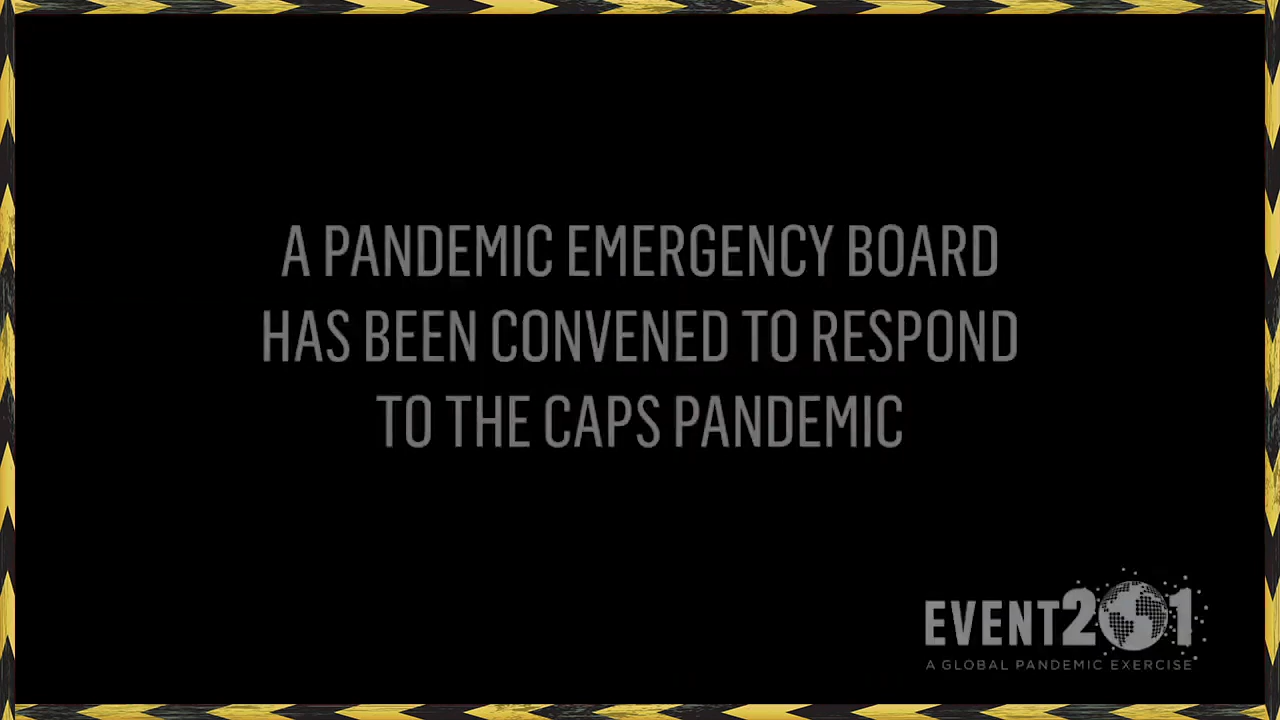 A PANDEMIC EMERGENCY BOARD
HAS BEEN CONVENED TO RESPOND
TO THE CAPS PANDEMIC
EVENT201
A GLOBAL PANDEMIC EXERCISE